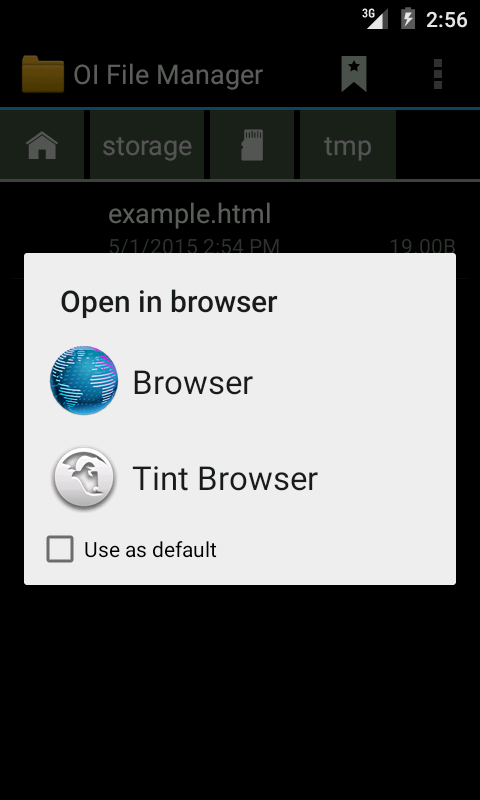 3G 2:56
OI File Manager
storage tmp
example.html
5/1/2015 2:54 PM 19.00B
Open in browser
Browser
Tint Browser
Use as default